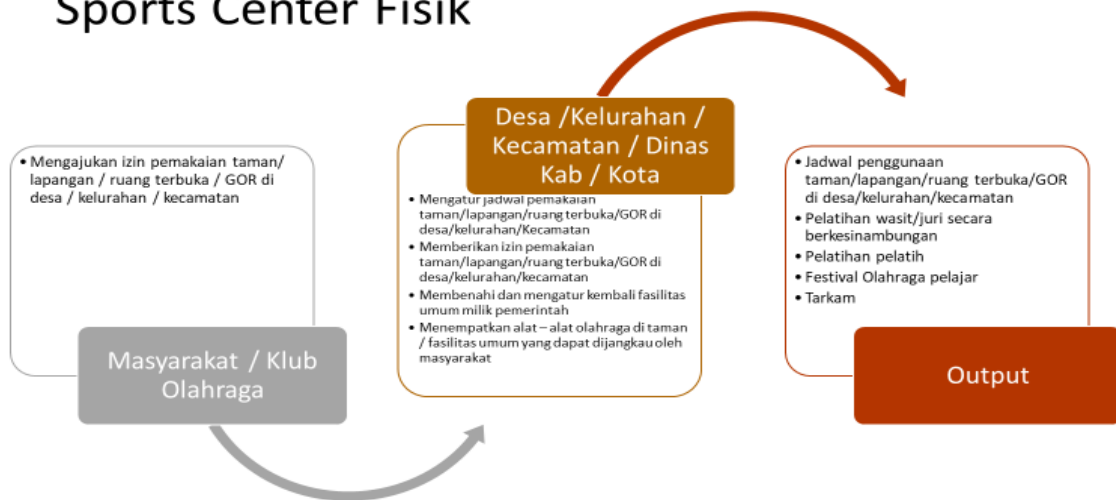 Sports Center Fisik
• Mengajukan izin pemakaian taman/
lapangan / ruang terbuka / GOR di
desa / kelurahan / kecamatan
Masyarakat / Klub
Olahraga
Desa /Kelurahan /
Kecamatan / Dinas
Kab / Kota
• Mengatur jadwal pemakaian
taman/lapangan/ruang terbuka/GOR di
desa/kelurahan/Kecamatan
• Memberikan izin pemakaian
taman/lapangan/ruang terbuka/GOR di
desa/kelurahan/kecamatan
• Membenahi dan mengatur kembali fasilitas
umum milik pemerintah
• Menempatkan alat – alat olahraga di taman
/ fasilitas umum yang dapat dijangkau oleh
masyarakat
• Jadwal penggunaan
taman/lapangan/ruang terbuka/GOR
di desa/kelurahan/kecamatan
• Pelatihan wasit/juri secara
berkesinambungan
• Pelatihan pelatih
• Festival Olahraga pelajar
• Tarkam
Output